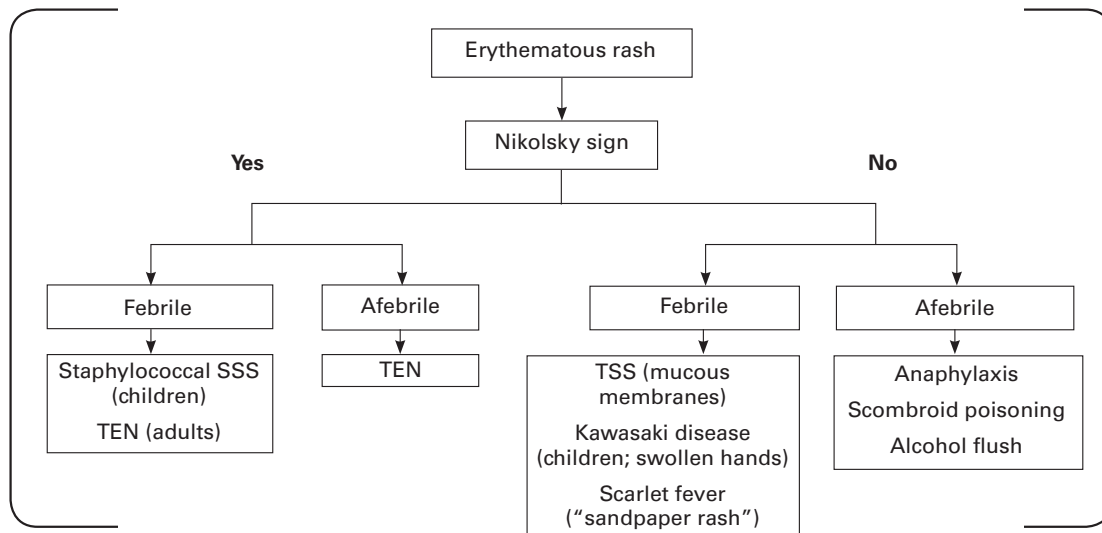 Erythematous rash
Nikolsky sign
Yes
No
Febrile
Afebrile
Febrile
Afebrile
Staphylococcal SSS
(children)
TEN (adults)
TEN
TSS (mucous
membranes)
Kawasaki disease
(children; swollen hands)
Scarlet fever
(“sandpaper rash”)
Anaphylaxis
Scombroid poisoning
Alcohol flush